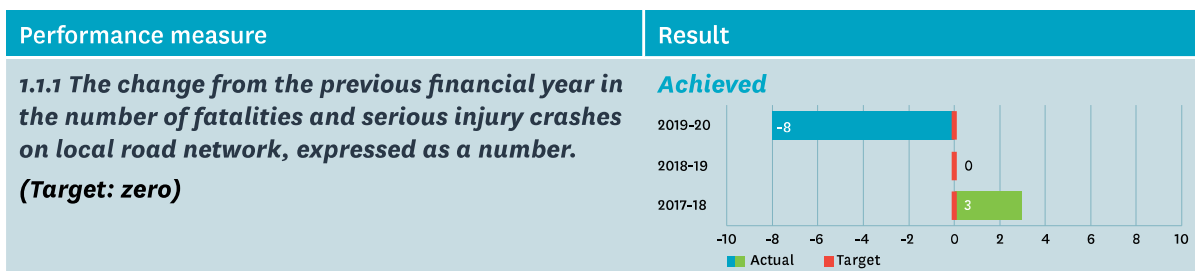 Performance measure
Result
1.1.1 The change from the previous financial year in
the number of fatalities and serious injury crashes
on local road network, expressed as a number.
(Target: zero)
Achieved
2019-20
-8
2018-19
0
2017-18
3
-10 -8 -6 -4 -2 0 2 4 6 8 10
Actual Target